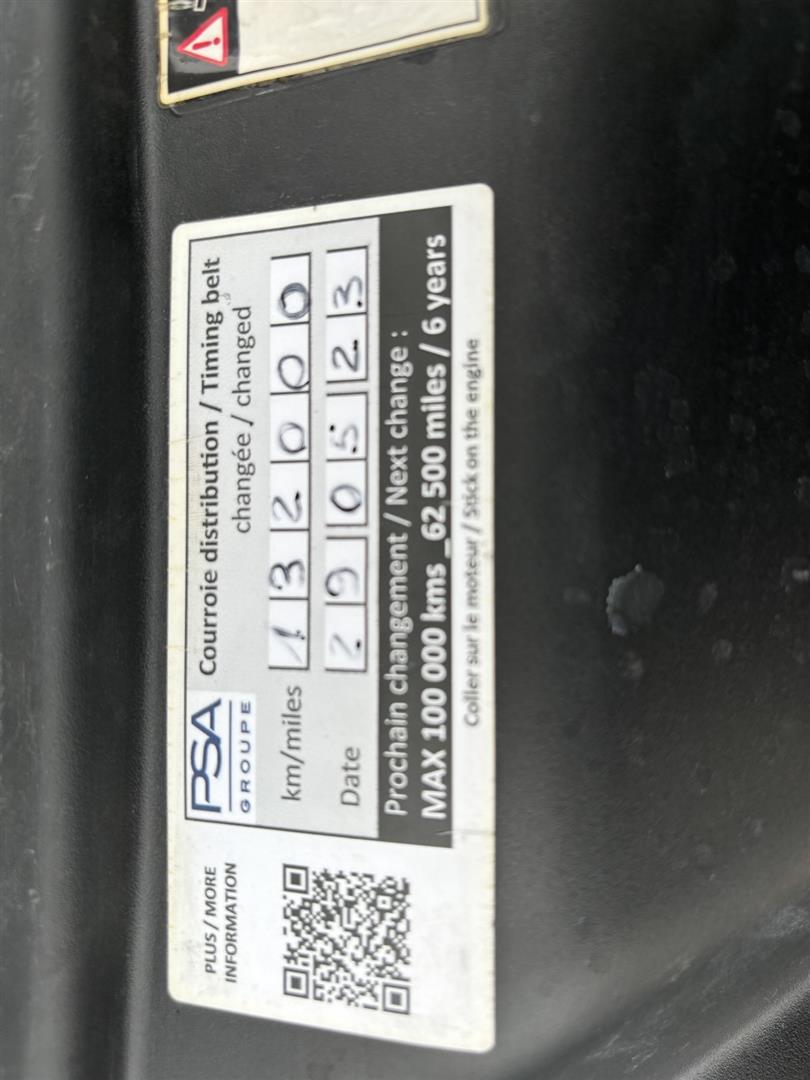 PLUS / MORE
INFORMATION
PSA
GROUPE
Courroie distribution / Timing belt
changée / changed
km/miles 132000
Date 290523
Prochain changement / Next change :
MAX 100 000 kms _62 500 miles / 6 years
Coller sur le moteur / Stick on the engine